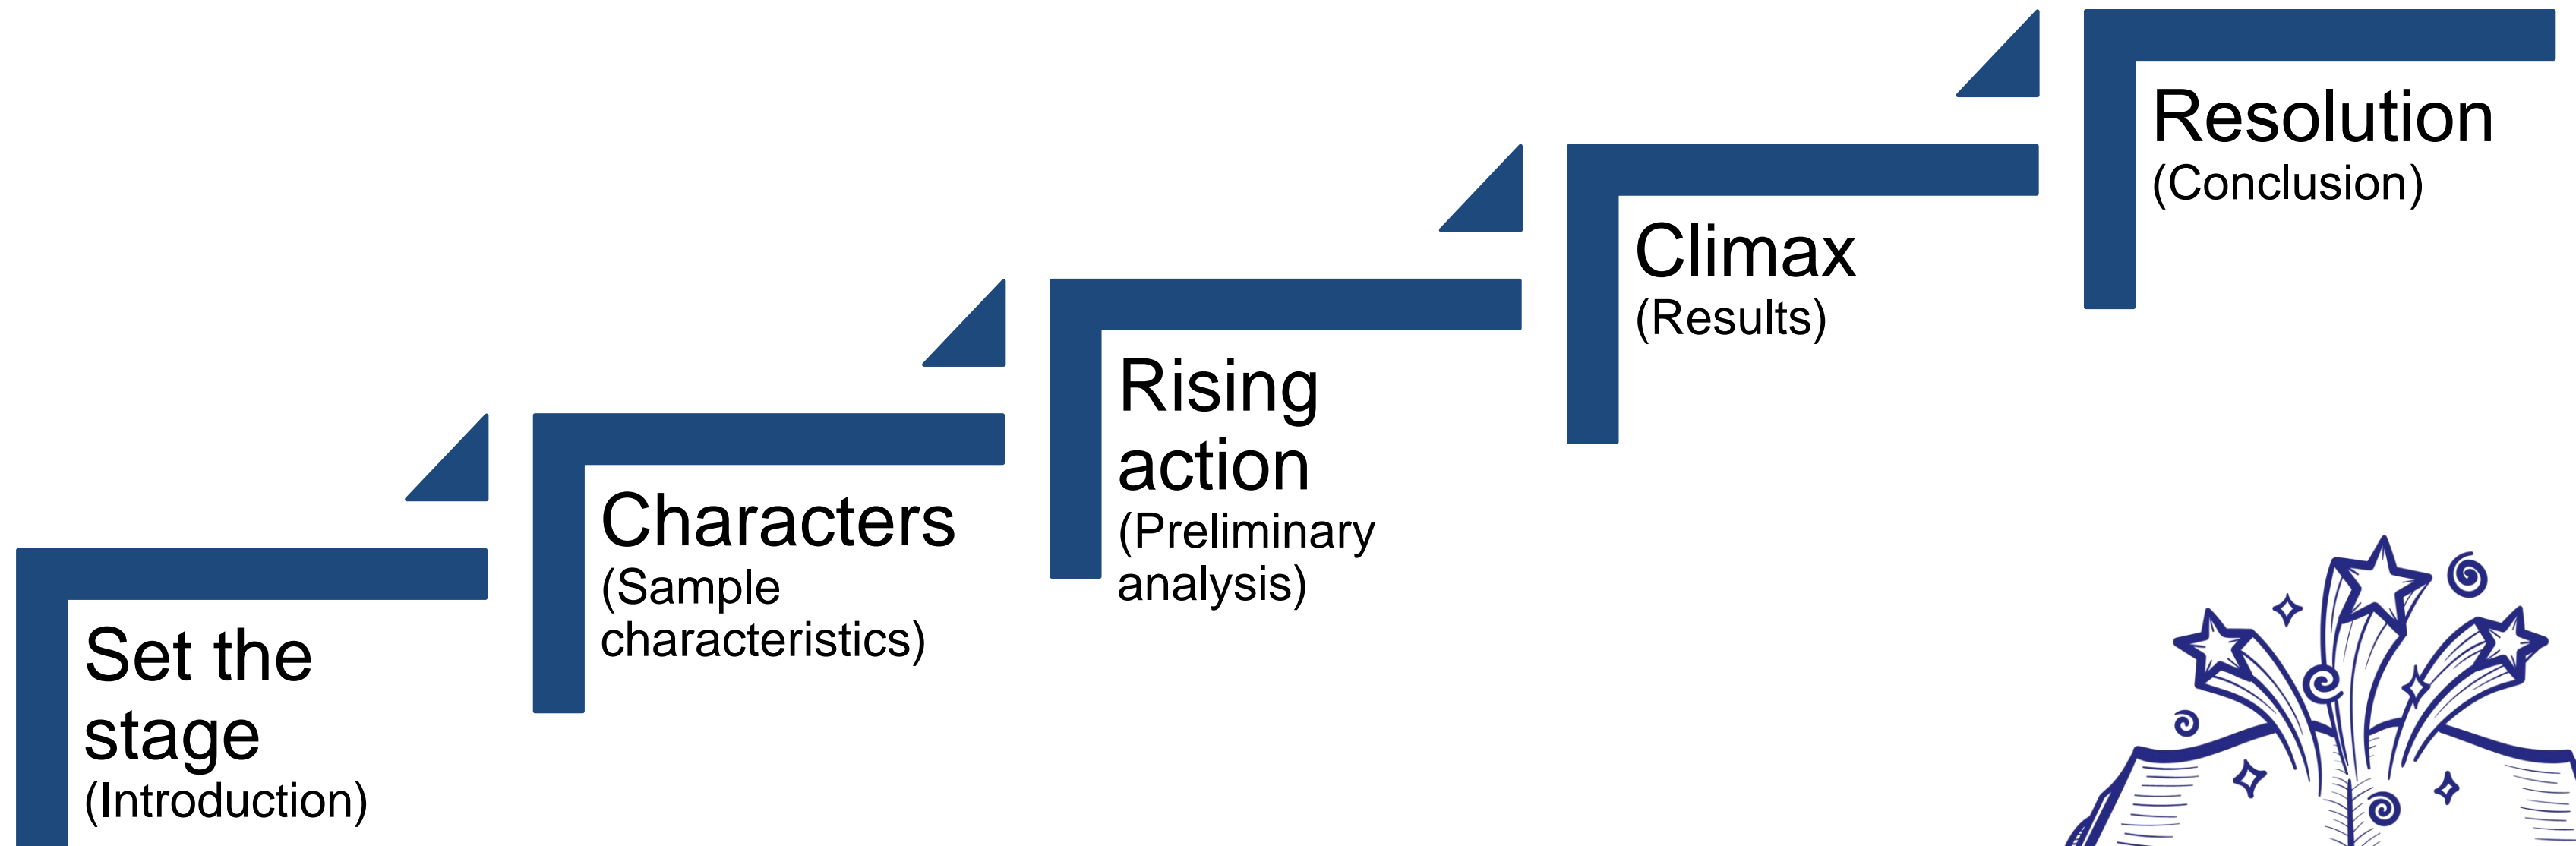 Set the
stage
(Introduction)
Characters
(Sample
characteristics)
Rising
action
(Preliminary
analysis)
Climax
(Results)
Resolution
(Conclusion)